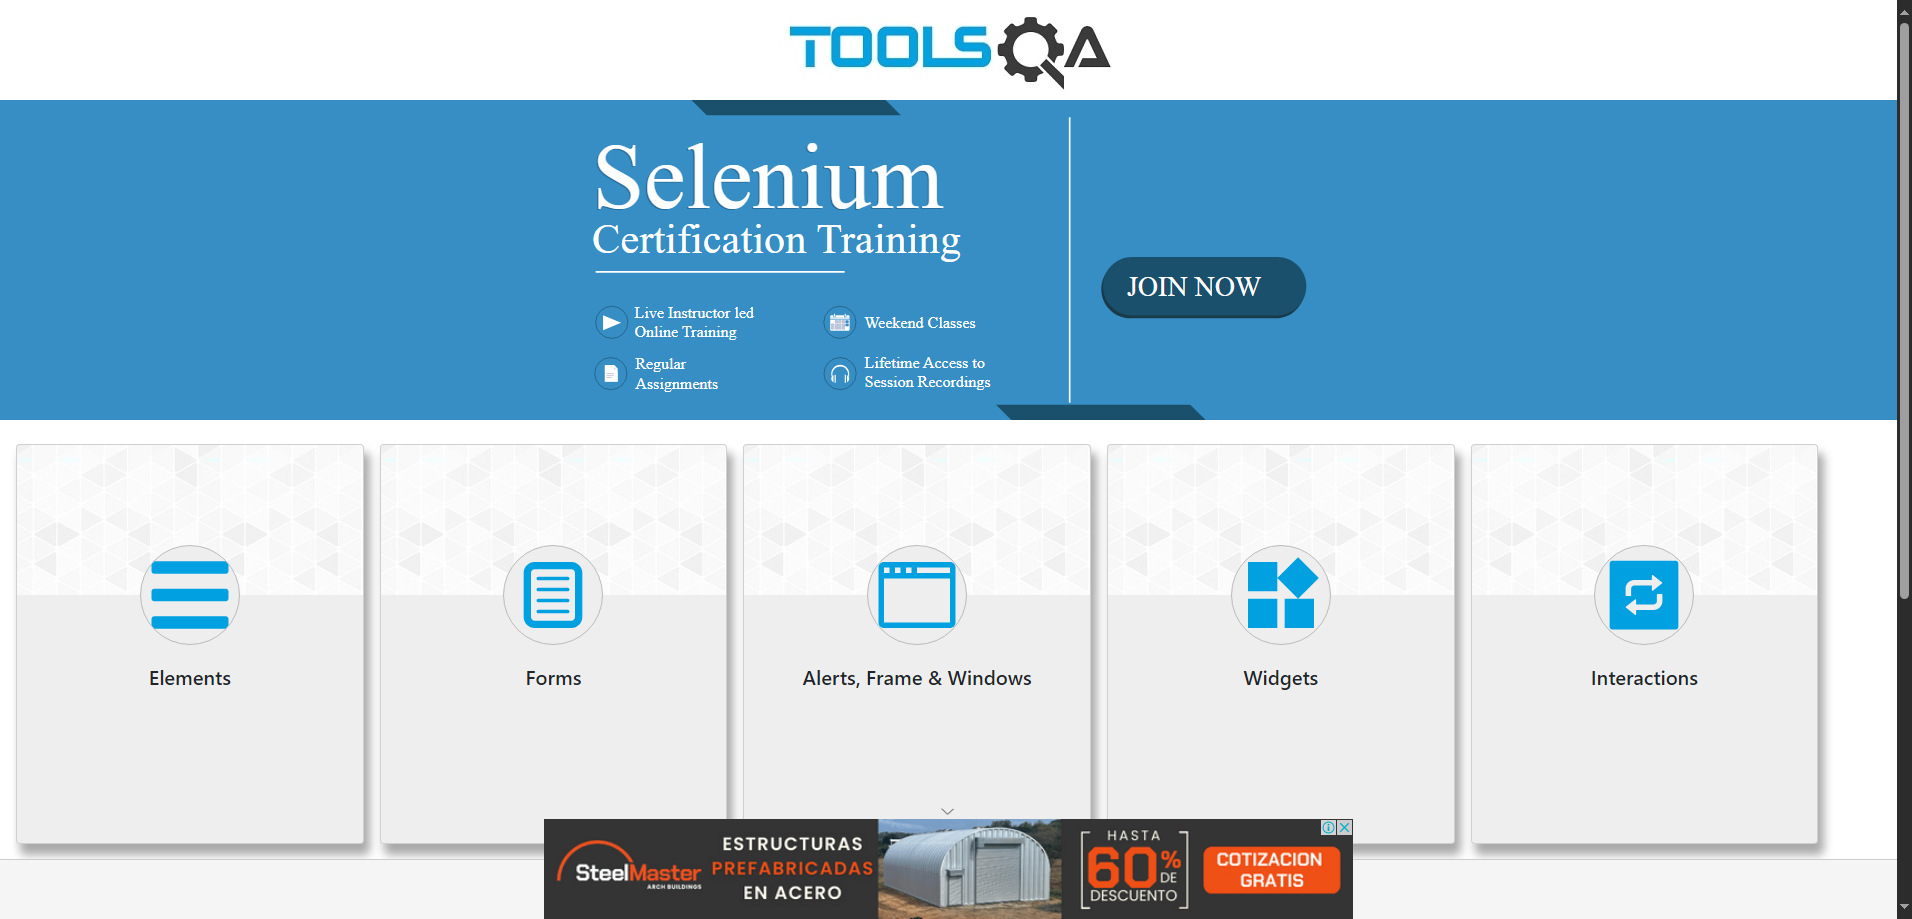 TOOLSQA
Selenium
Certification Training
Live Instructor led
Online Training
Weekend Classes
Regular
Assignments
Lifetime Access to
Session Recordings
JOIN NOW
Elements
Forms
Alerts, Frame & Windows
Widgets
Interactions
SteelMaster
ARCH BUILDINGS
ESTRUCTURAS
PREFABRICADAS
EN ACERO
HASTA
60%
DE
DESCUENTO
COTIZACION
GRATIS